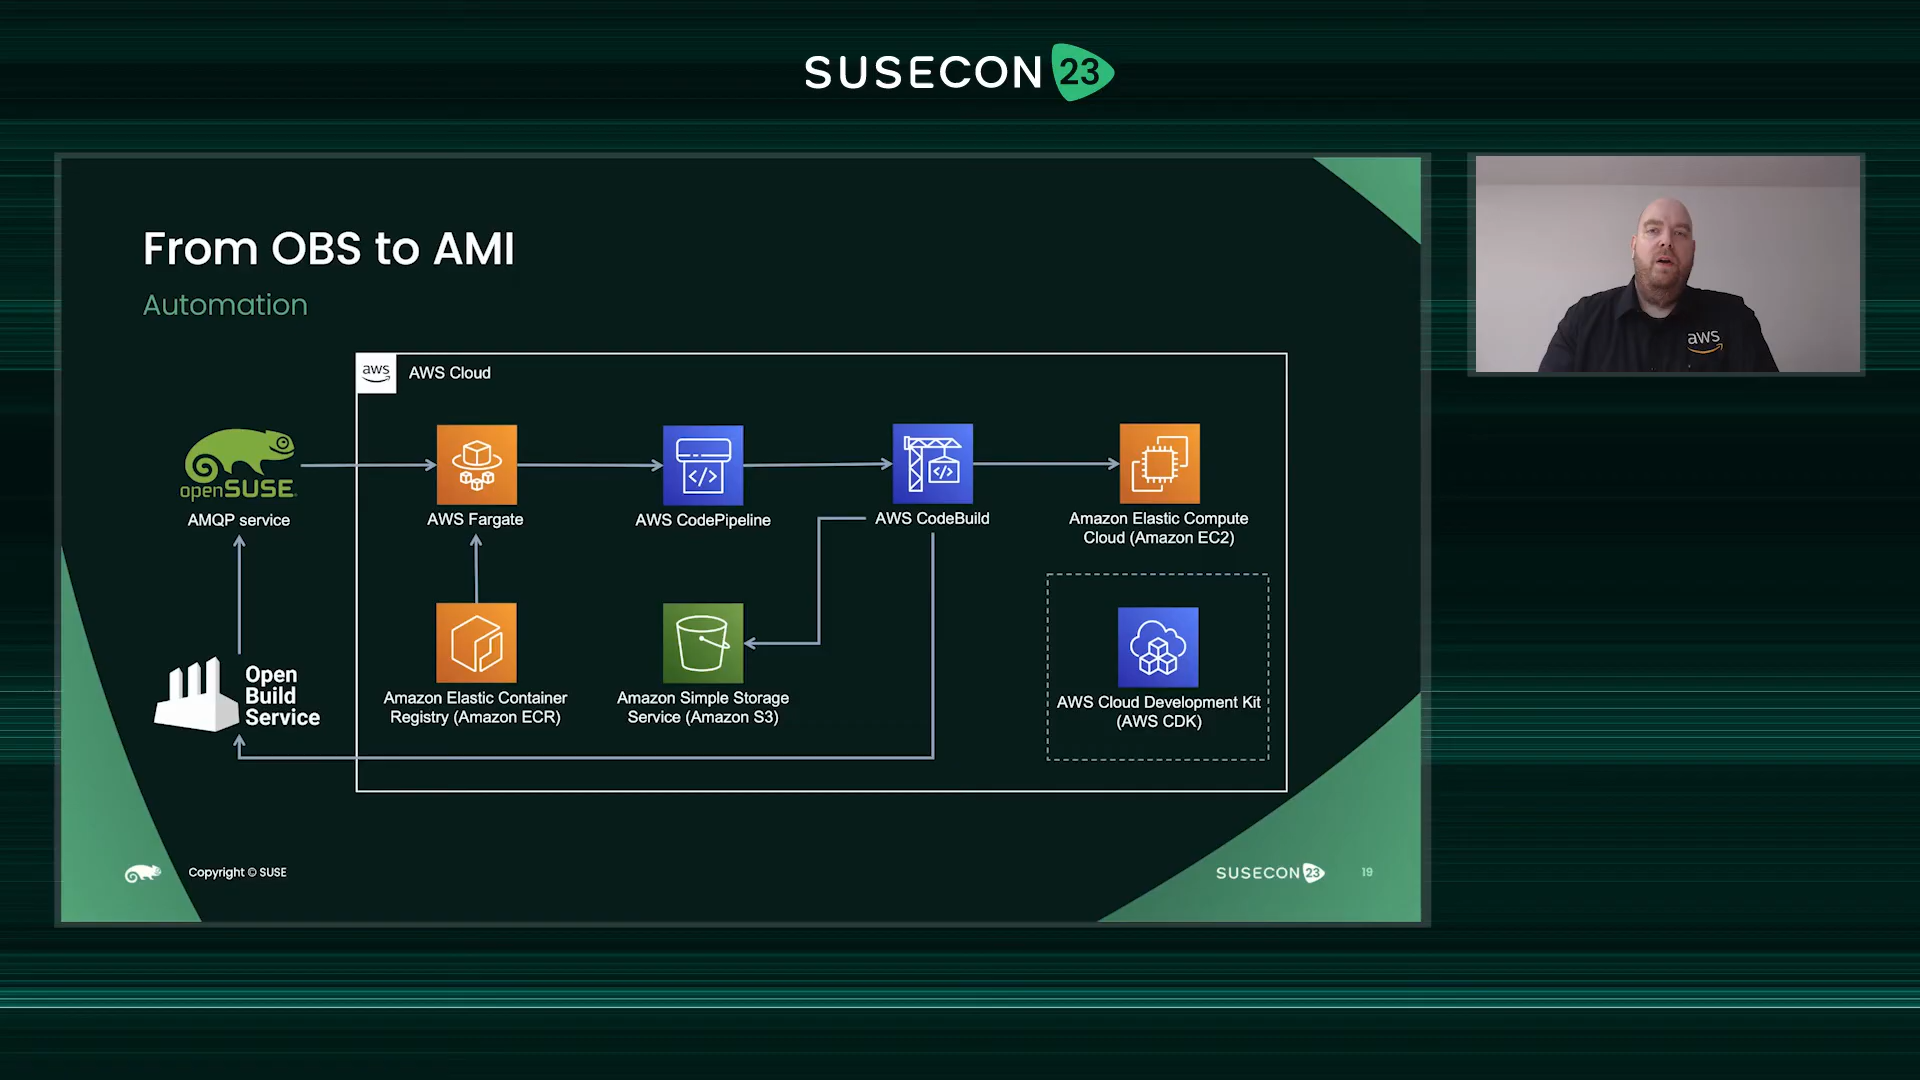 SUSECON 23
From OBS to AMI
Automation
aws
AWS Cloud
openSUSE
AMQP service
AWS Fargate
AWS CodePipeline
AWS CodeBuild
Amazon Elastic Compute
Cloud (Amazon EC2)
Open
Build
Service
Amazon Elastic Container
Registry (Amazon ECR)
Amazon Simple Storage
Service (Amazon S3)
AWS Cloud Development Kit
(AWS CDK)
Copyright © SUSE
SUSECON 23
19
aws